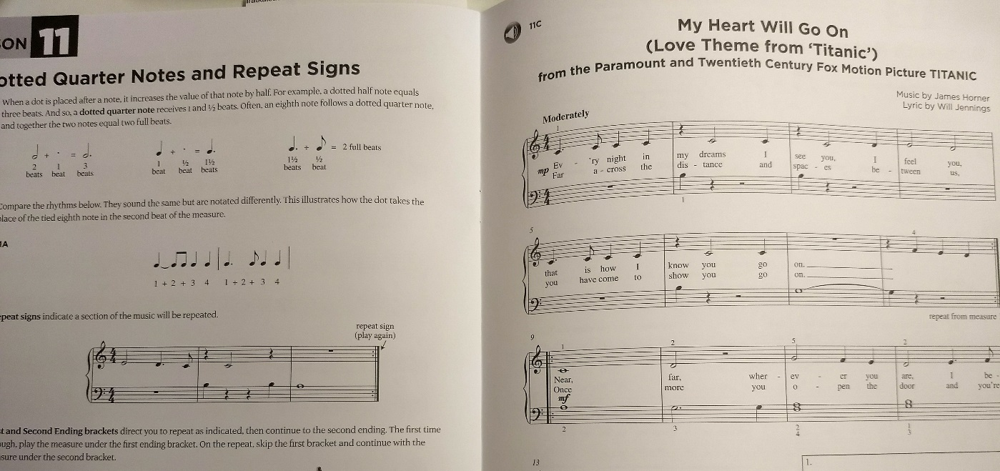 ON 11
otted Quarter Notes and Repeat Signs
When a dot is placed after a note, it increases the value of that note by half. For example, a dotted half note equals
three beats. And so, a dotted quarter note receives 1 and ½ beats. Often, an eighth note follows a dotted quarter note,
and together the two notes equal two full beats.
+ · =
+ · =
+ = 2 full beats
2 1 3
beats beat beats
1 ½ 1½
beat beat beats
1½ ½
beats beat
Compare the rhythms below. They sound the same but are notated differently. This illustrates how the dot takes the
place of the tied eighth note in the second beat of the measure.
1A
1 + 2 + 3 4 1 + 2 + 3 4
epeat signs indicate a section of the music will be repeated.
repeat sign
(play again)
4
4
t and Second Ending brackets direct you to repeat as indicated, then continue to the second ending. The first time
ough, play the measure under the first ending bracket. On the repeat, skip the first bracket and continue with the
sure under the second bracket.
11C
My Heart Will Go On
(Love Theme from 'Titanic')
from the Paramount and Twentieth Century Fox Motion Picture TITANIC
Music by James Horner
Lyric by Will Jennings
Moderately
1
mp
Ev - 'ry night in my dreams I see you, I feel you,
Far a - cross the dis - tance and spac - es be - tween us,
1
5
4
that is how I know you go on.
you have come to show you go on.
repeat from measure
9
1 2 5 2
Near, far, wher - ev - er you are, I be -
Once more you o - pen the door and you're
mf
2 3 2 4 1 3
13
1.